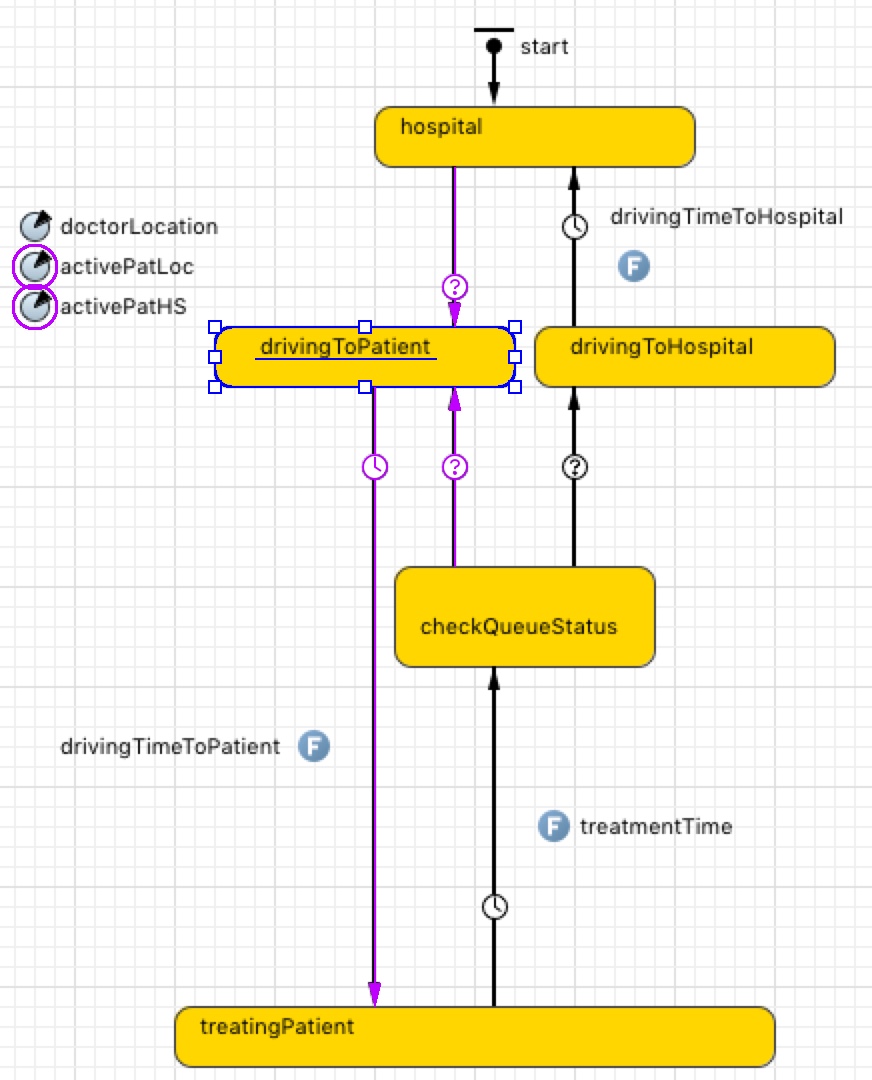 start
hospital
doctorLocation
drivingTimeToHospital
F
activePatLoc
activePatHS
?
drivingToPatient
drivingToHospital
?
?
checkQueueStatus
drivingTimeToPatient
F
F
treatmentTime
treatingPatient